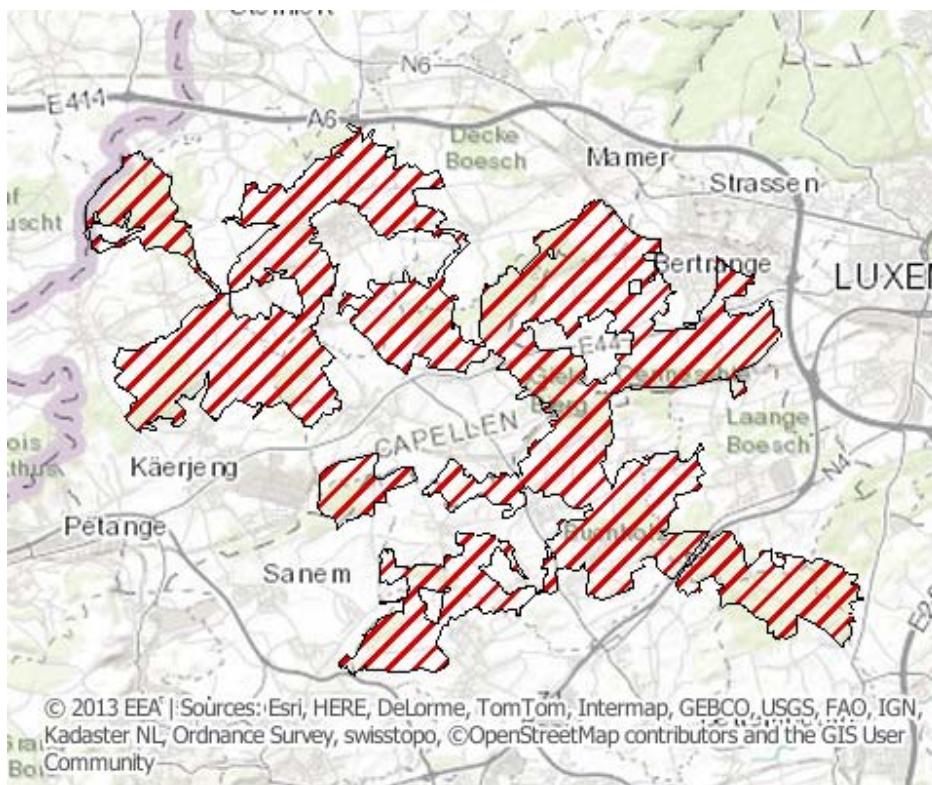 N6
E411
A6
Decke
Boesch
Mamer
Strassen
Bertrange
LUXEM
E44
CAPELLEN
Laange
Boesch
Käerjeng
N4
Pétange
Sanem
© 2013 EEA | Sources: Esri, HERE, DeLorme, TomTom, Intermap, GEBCO, USGS, FAO, IGN,
Kadaster NL, Ordnance Survey, swisstopo, ©OpenStreetMap contributors and the GIS User
Community